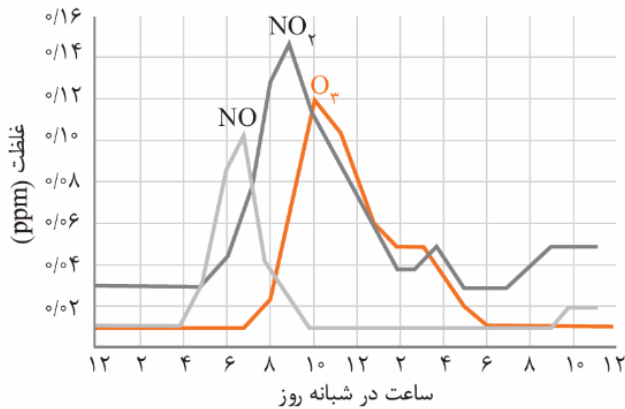 غلظت (ppm)
۰/۱۶
۰/۱۴
۰/۱۲
۰/۱۰
۰/۰۸
۰/۰۶
۰/۰۴
۰/۰۲
NO۲
O۳
NO
۱۲ ۲ ۴ ۶ ۸ ۱۰ ۱۲ ۲ ۴ ۶ ۸ ۱۰ ۱۲
ساعت در شبانه روز